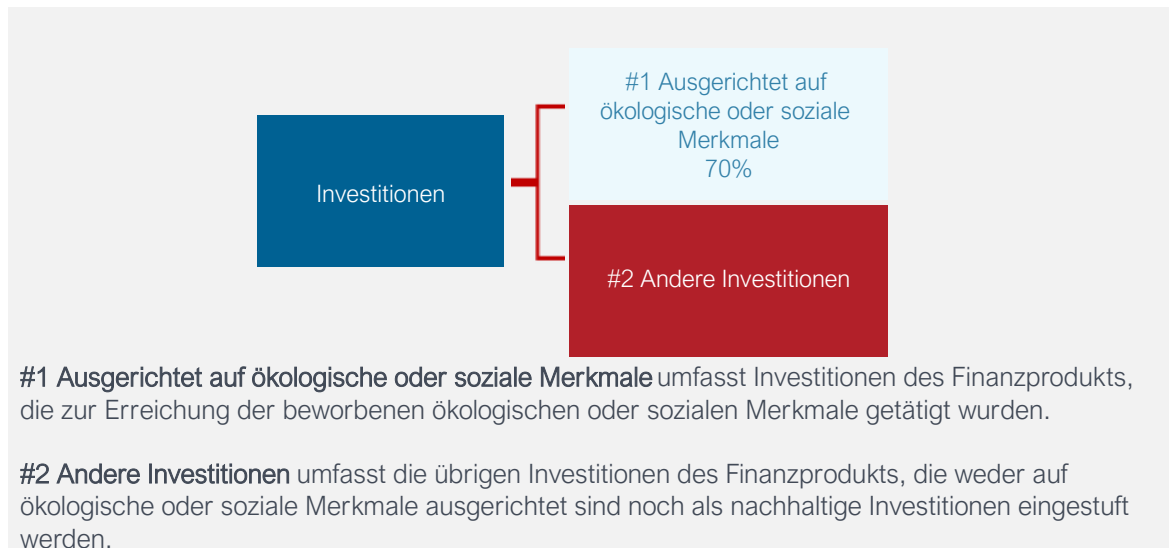 #1 Ausgerichtet auf
ökologische oder soziale
Merkmale
70%
Investitionen
#2 Andere Investitionen
#1 Ausgerichtet auf ökologische oder soziale Merkmale umfasst Investitionen des Finanzprodukts,
die zur Erreichung der beworbenen ökologischen oder sozialen Merkmale getätigt wurden.
#2 Andere Investitionen umfasst die übrigen Investitionen des Finanzprodukts, die weder auf
ökologische oder soziale Merkmale ausgerichtet sind noch als nachhaltige Investitionen eingestuft
werden.